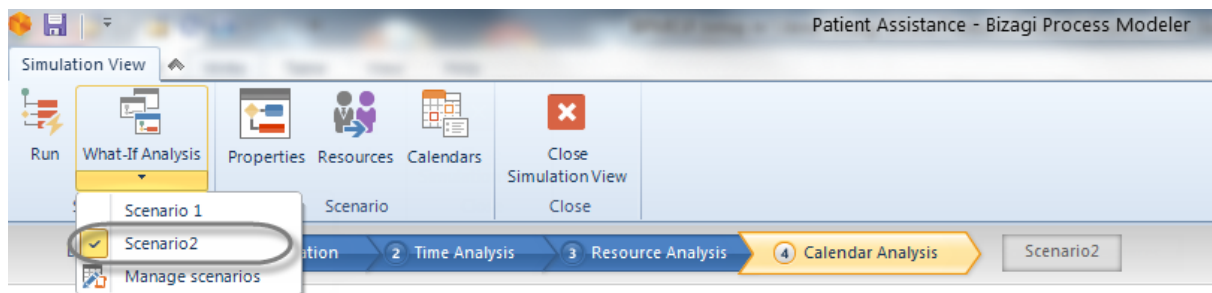 Patient Assistance - Bizagi Process Modeler
Simulation View
Run
What-If Analysis
Properties
Resources
Calendars
Close
Simulation View
Scenario
Close
Scenario 1
Scenario2
Manage scenarios
2 Time Analysis
3 Resource Analysis
4 Calendar Analysis
Scenario2